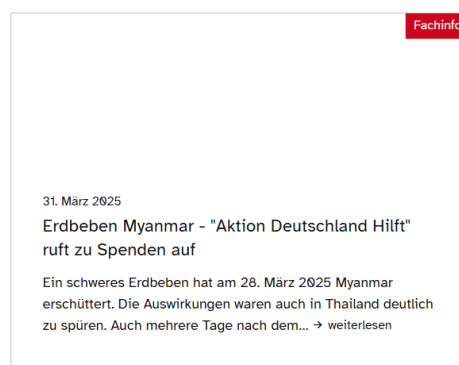 Fachinfo
31. März 2025
Erdbeben Myanmar - "Aktion Deutschland Hilft"
ruft zu Spenden auf
Ein schweres Erdbeben hat am 28. März 2025 Myanmar
erschüttert. Die Auswirkungen waren auch in Thailand deutlich
zu spüren. Auch mehrere Tage nach dem... → weiterlesen